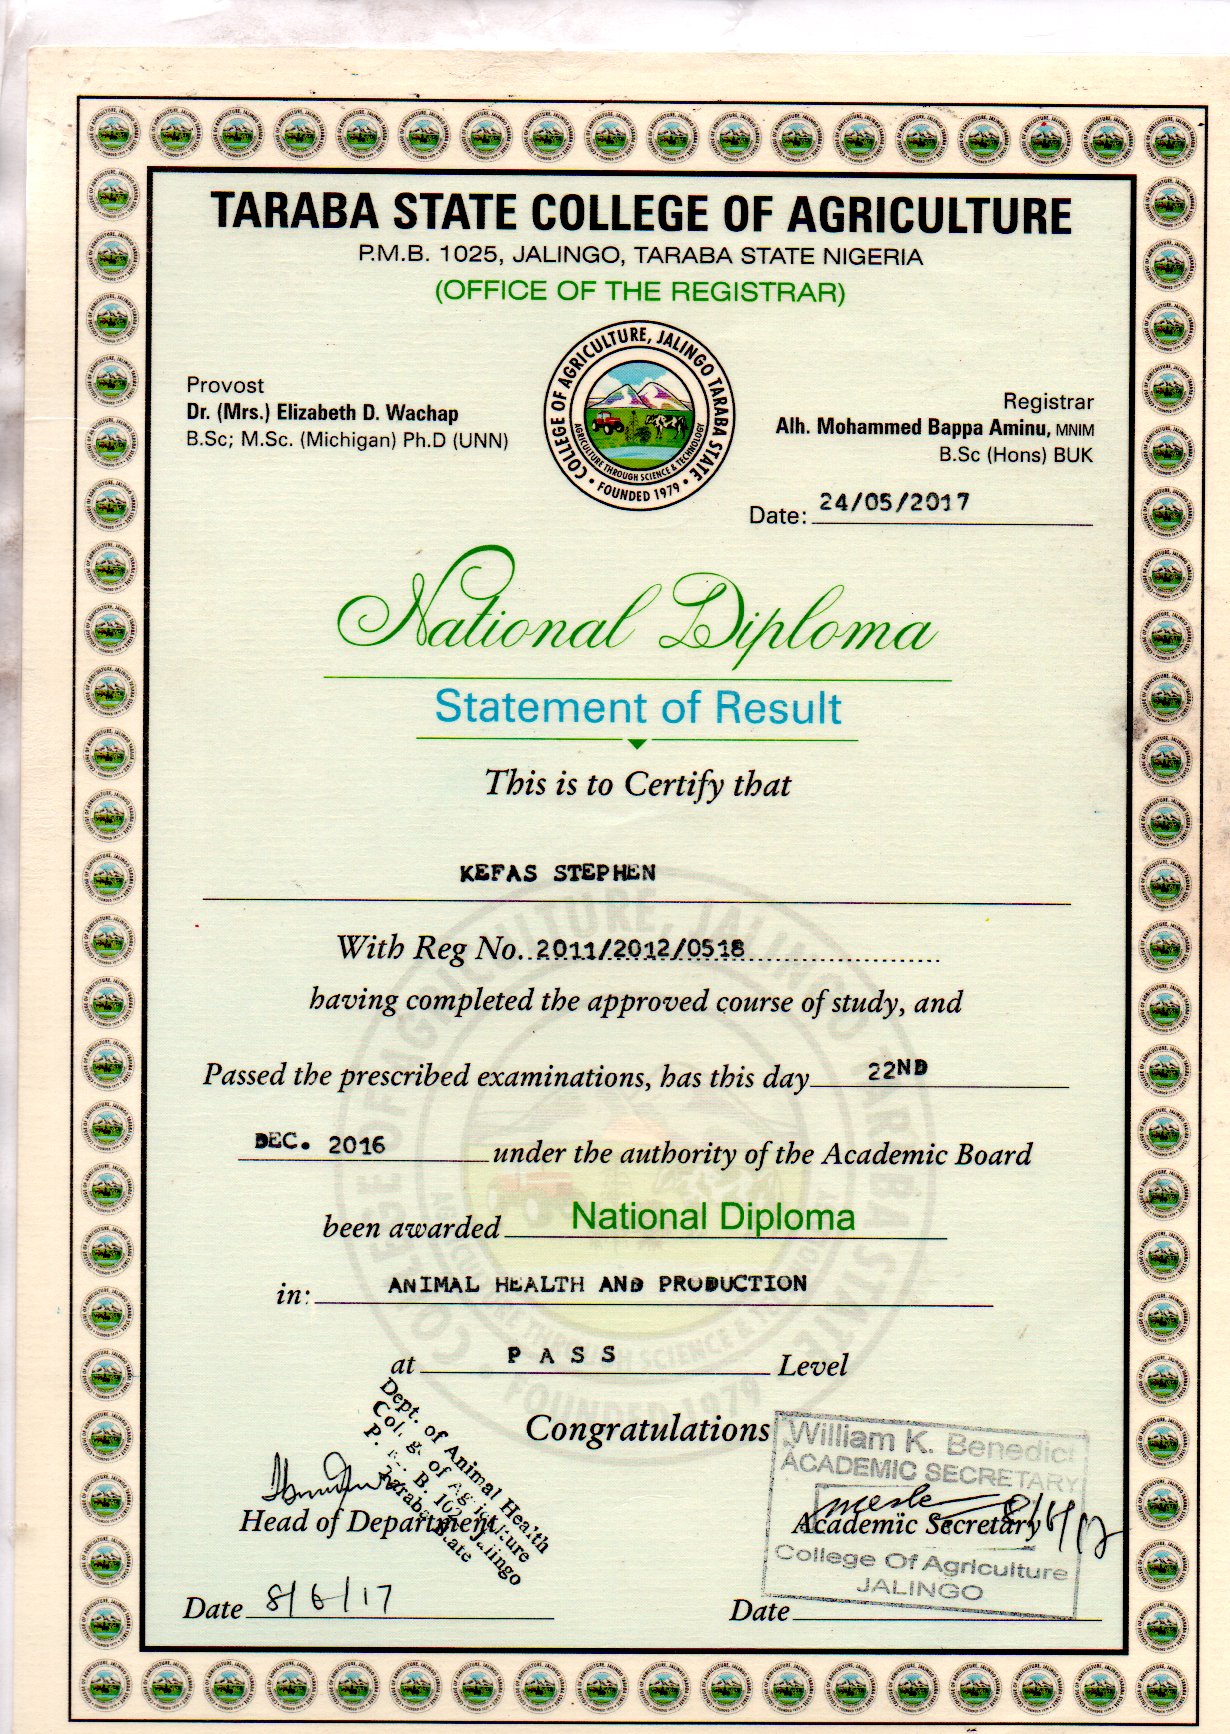 TARABA STATE COLLEGE OF AGRICULTURE
P.M.B. 1025, JALINGO, TARABA STATE NIGERIA
(OFFICE OF THE REGISTRAR)
COLLEGE OF AGRICULTURE, JALINGO TARABA STATE
AGRICULTURE THROUGH SCIENCE & TECHNOLOGY
• FOUNDED 1979 •
Provost
Dr. (Mrs.) Elizabeth D. Wachap
B.Sc; M.Sc. (Michigan) Ph.D (UNN)
Registrar
Alh. Mohammed Bappa Aminu, MNIM
B.Sc (Hons) BUK
Date: 24/05/2017
National Diploma
Statement of Result
This is to Certify that
KEFAS STEPHEN
With Reg No. 2011/2012/0518
having completed the approved course of study, and
Passed the prescribed examinations, has this day 22ND
DEC. 2016 under the authority of the Academic Board
been awarded National Diploma
in: ANIMAL HEALTH AND PRODUCTION
at PASS Level
Congratulations
Dept. of Animal Health
Col. g. of Agriculture
P. M. B. 1025 Jalingo
Taraba State
Head of Department
Date 8/6/17
William K. Benedict
ACADEMIC SECRETARY
Academic Secretary
College Of Agriculture
JALINGO
Date